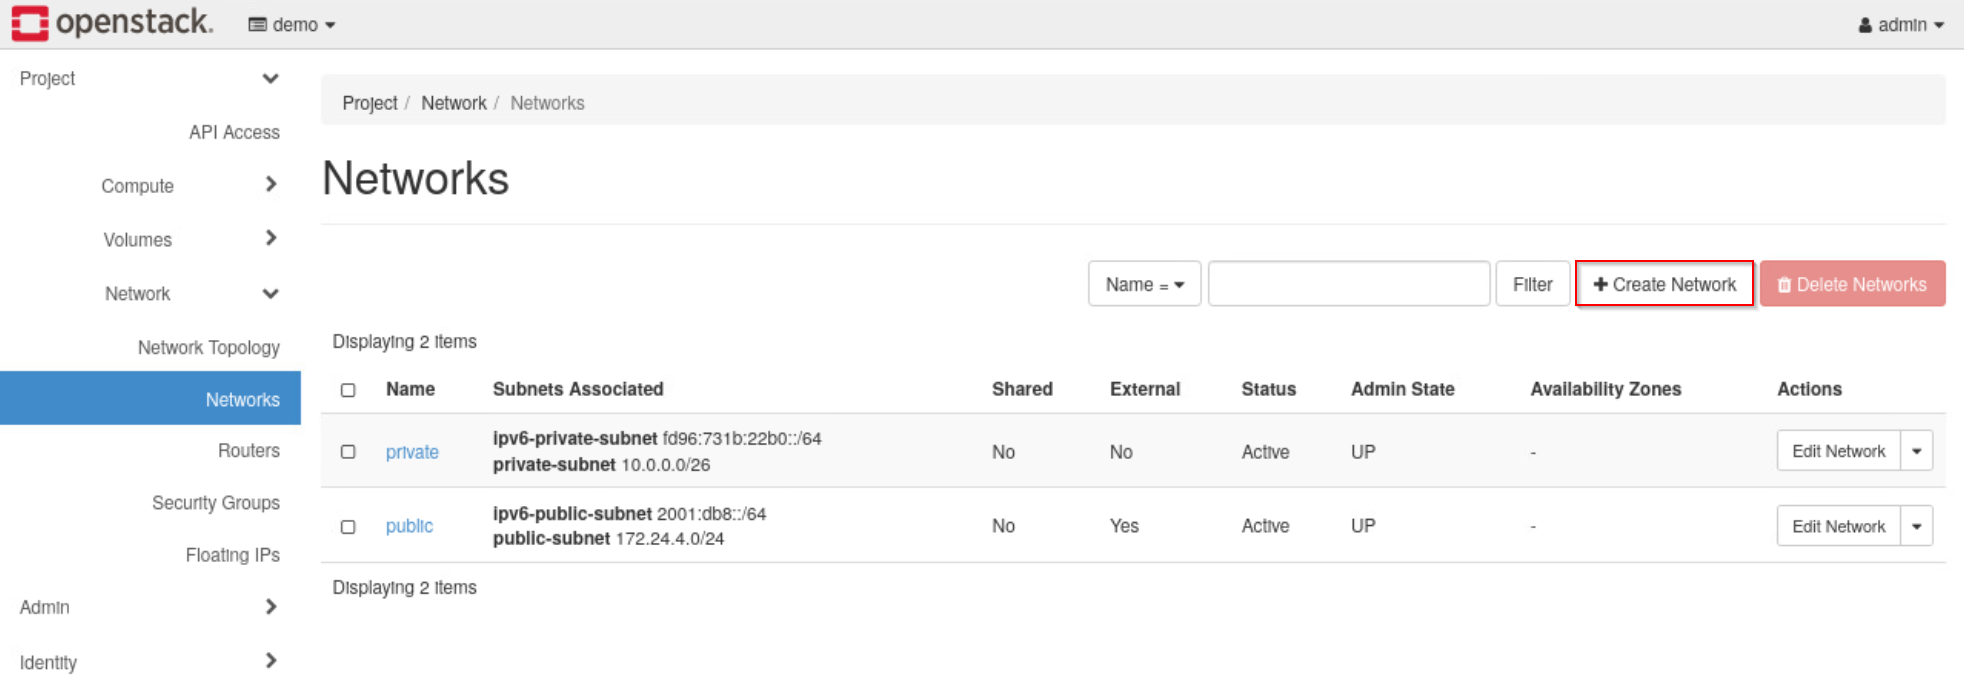 openstack. demo admin
Project
API Access
Compute
Volumes
Network
Network Topology
Networks
Routers
Security Groups
Floating IPs
Admin
Identity
Project / Network / Networks
Networks
Name = Filter + Create Network Delete Networks
Displaying 2 items
Name Subnets Associated Shared External Status Admin State Availability Zones Actions
private ipv6-private-subnet fd96:731b:22b0::/64 No No Active UP - Edit Network
private-subnet 10.0.0.0/26
public ipv6-public-subnet 2001:db8::/64 No Yes Active UP - Edit Network
public-subnet 172.24.4.0/24
Displaying 2 items